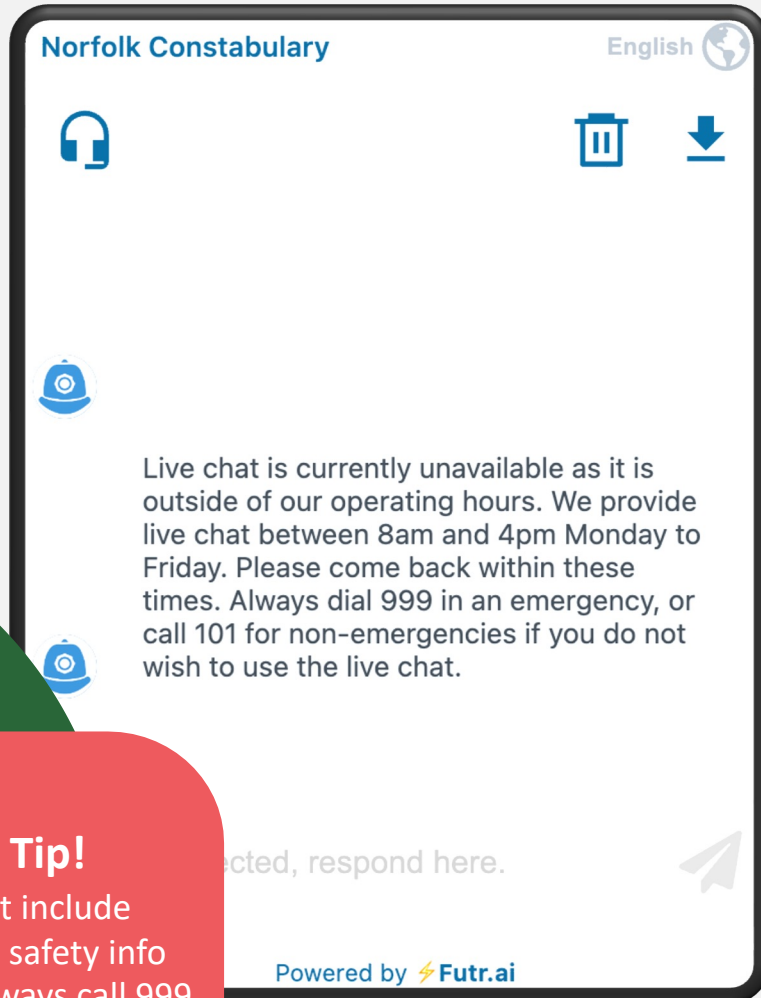 Norfolk Constabulary
English
Live chat is currently unavailable as it is
outside of our operating hours. We provide
live chat between 8am and 4pm Monday to
Friday. Please come back within these
times. Always dial 999 in an emergency, or
call 101 for non-emergencies if you do not
wish to use the live chat.
Tip!
include
safety info
call 999
respond here.
Powered by Futr.ai